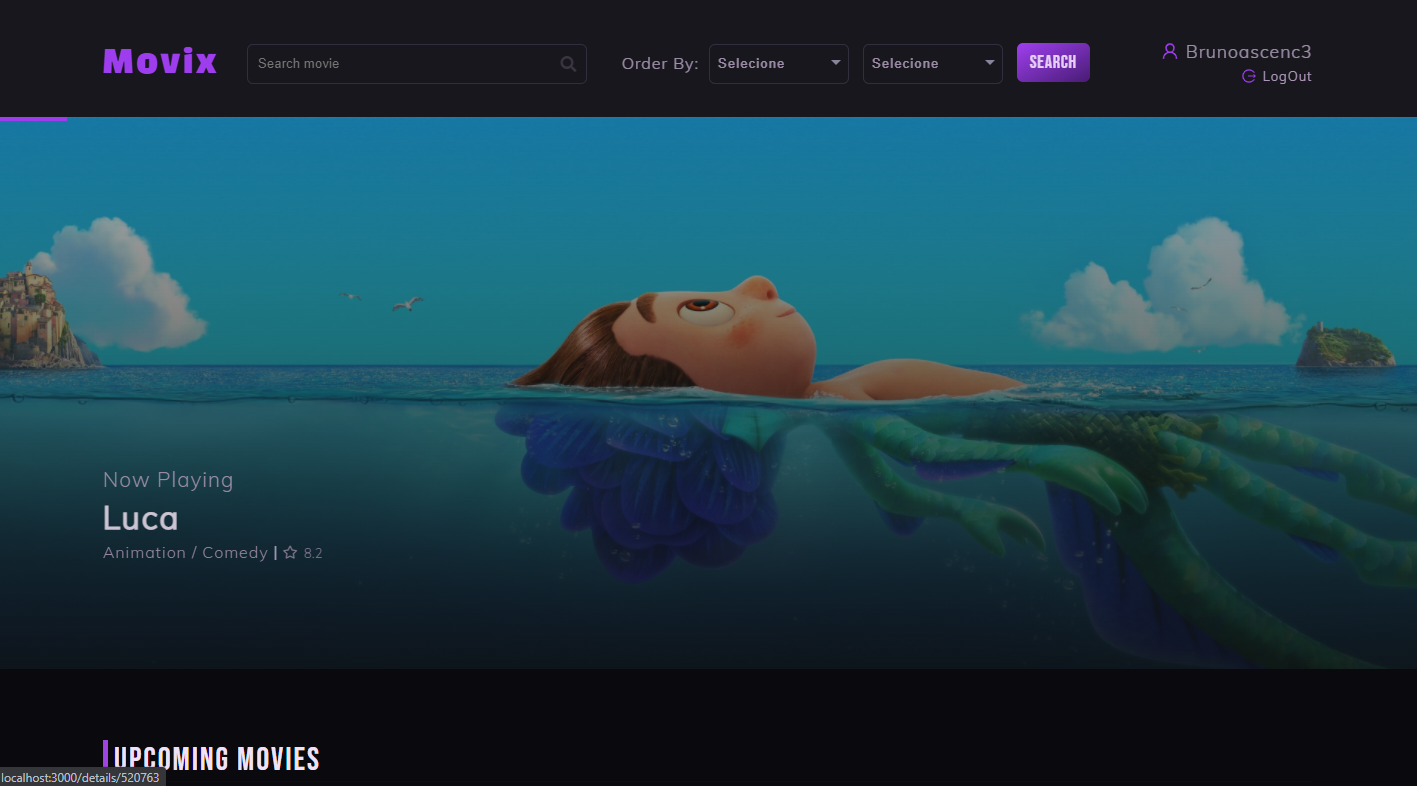 Movix
Search movie
Order By:
Selecione
Selecione
SEARCH
Brunoascenc3
LogOut
Now Playing
Luca
Animation / Comedy | 8.2
UPCOMING MOVIES
localhost:3000/details/520763